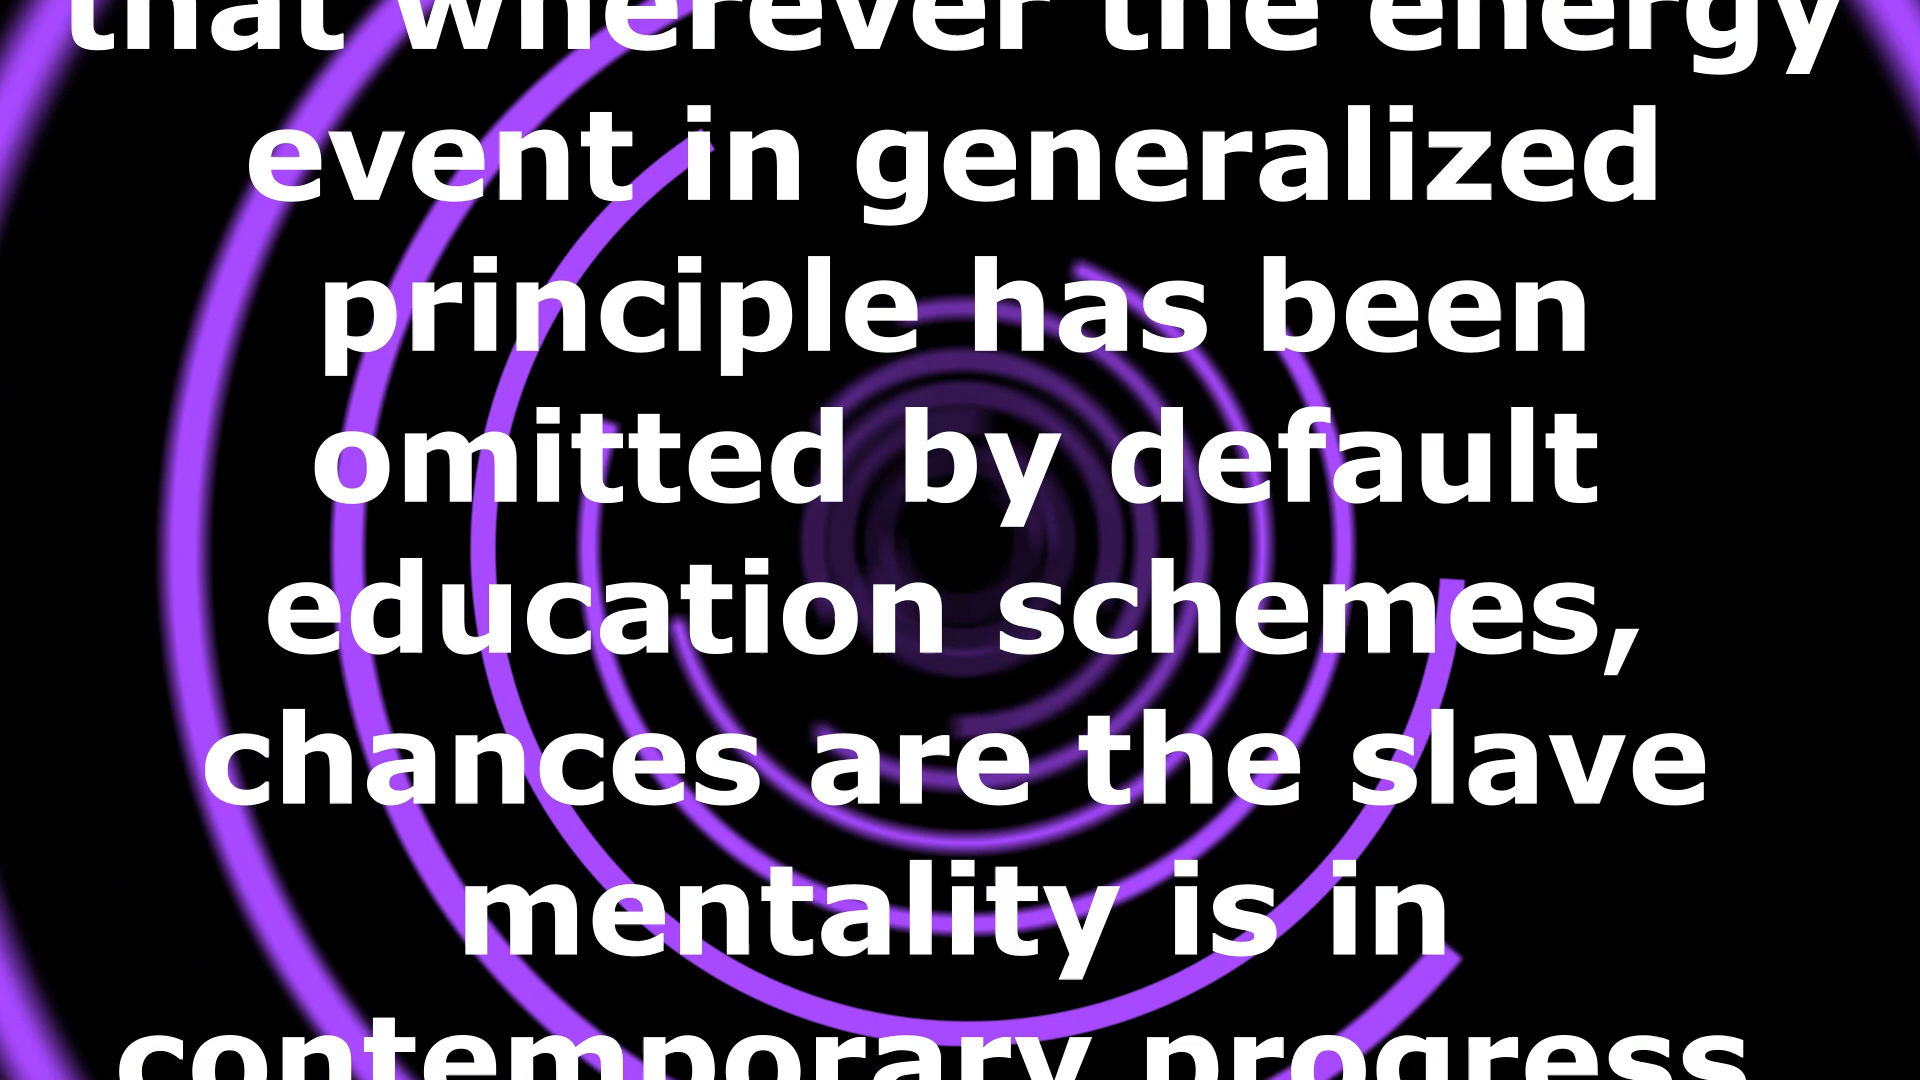 that wherever the energy
event in generalized
principle has been
omitted by default
education schemes,
chances are the slave
mentality is in
contemporary progress